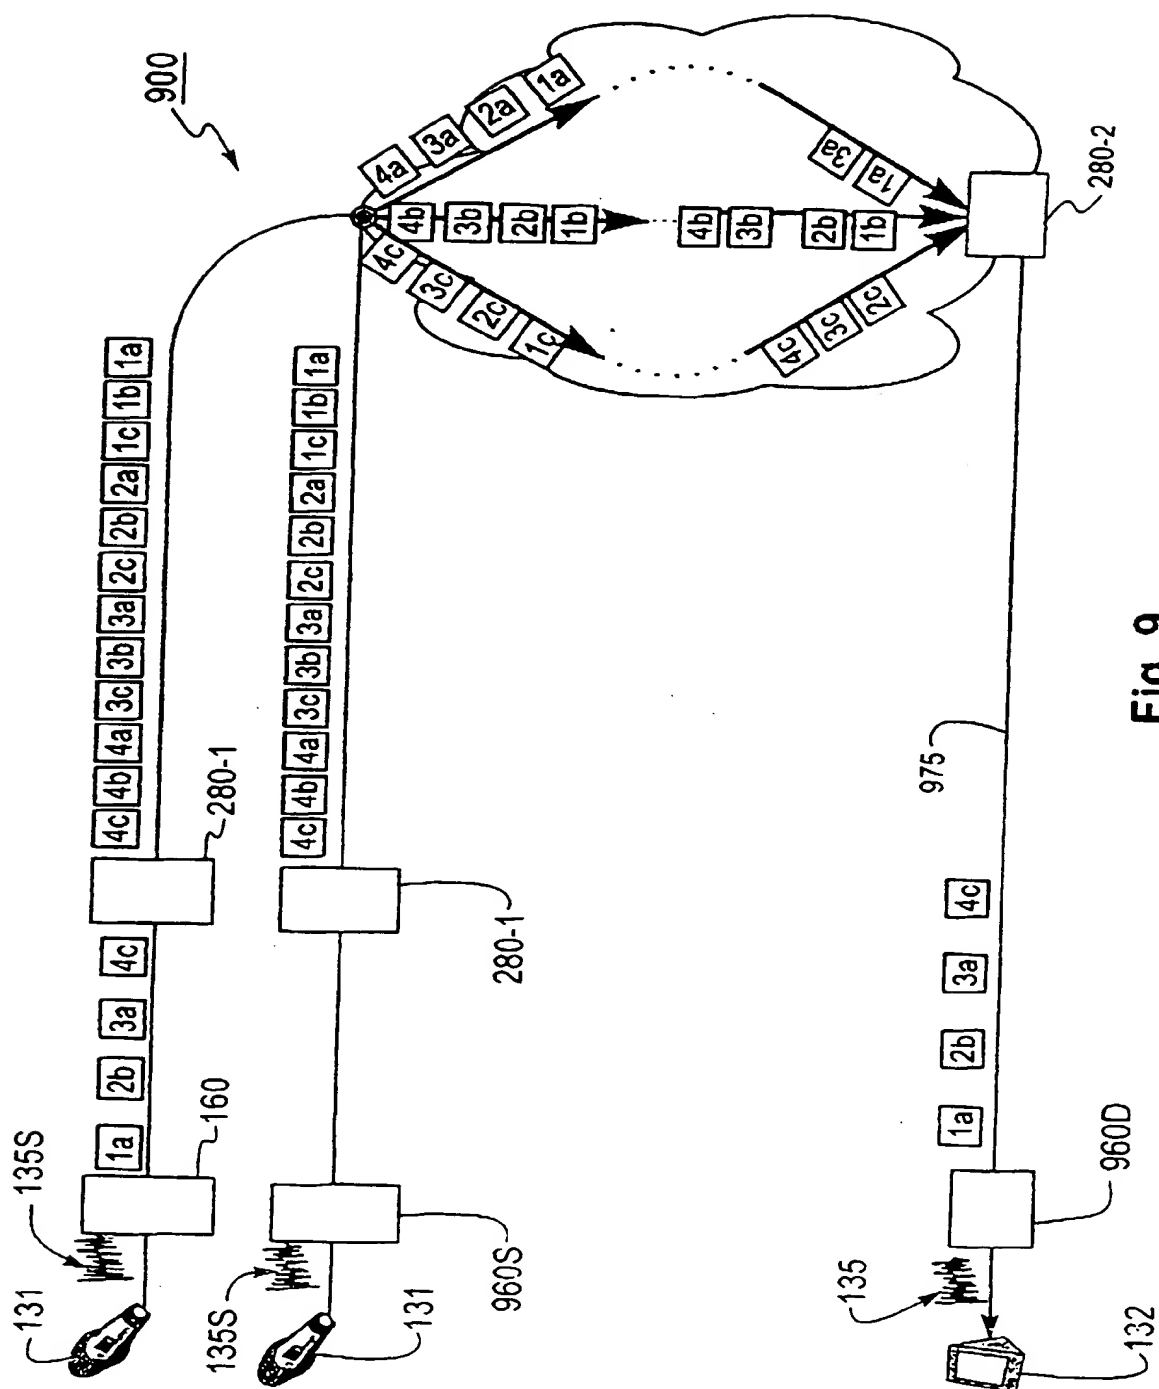 135S
131
1a 2b 3a 4c
4c 4b 4a 3c 3b 3a 2c 2b 2a 1c 1b 1a
900
160
280-1
135S
4c 4b 4a 3c 3b 3a 2c 2b 2a 1c 1b 1a
131
960S
280-1
4a 3a 2a 1a
4b 3b 2b 1b
4c 3c 2c 1c
3a 1a
4b 3b 2b 1b
4c 3c 2c
135
1a 2b 3a 4c
975
132
960D
280-2
Fig. 9